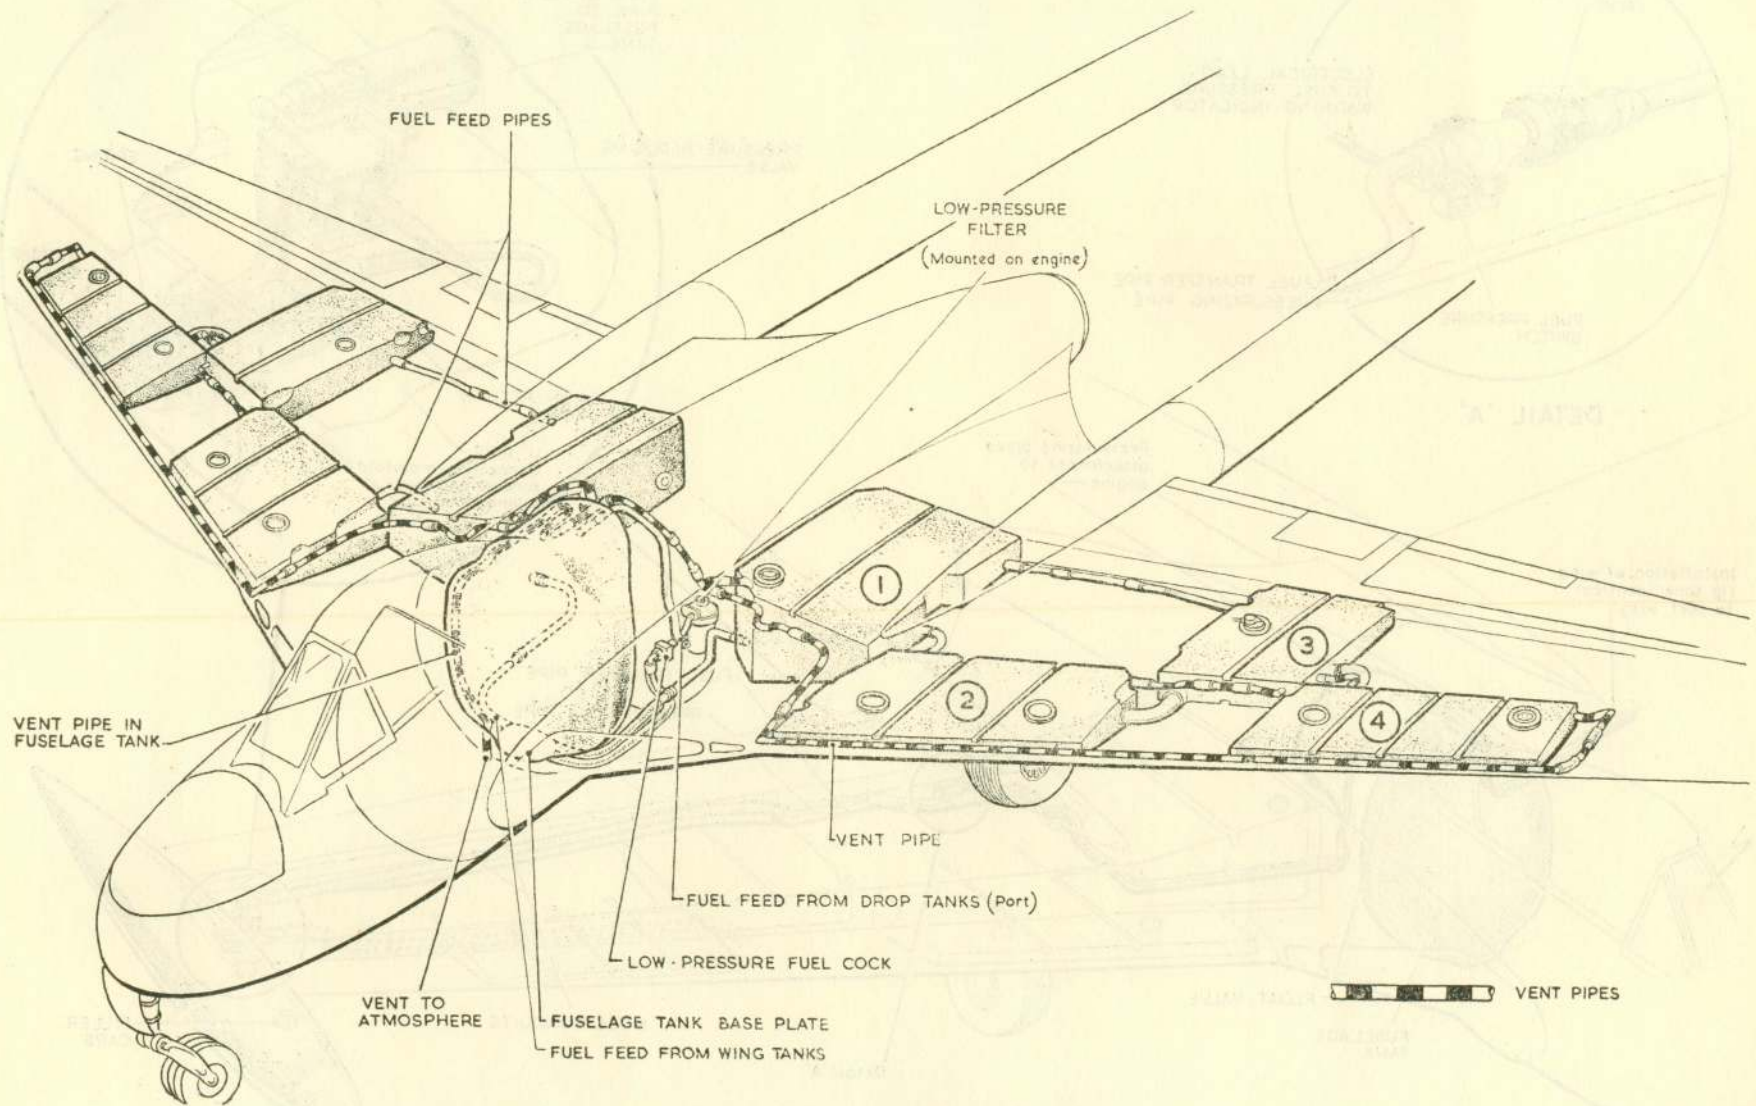 FUEL FEED PIPES
LOW-PRESSURE
FILTER
(Mounted on engine)
1
2
3
4
VENT PIPE IN
FUSELAGE TANK
VENT PIPE
FUEL FEED FROM DROP TANKS (Port)
LOW-PRESSURE FUEL COCK
VENT TO
ATMOSPHERE
FUSELAGE TANK BASE PLATE
FUEL FEED FROM WING TANKS
VENT PIPES